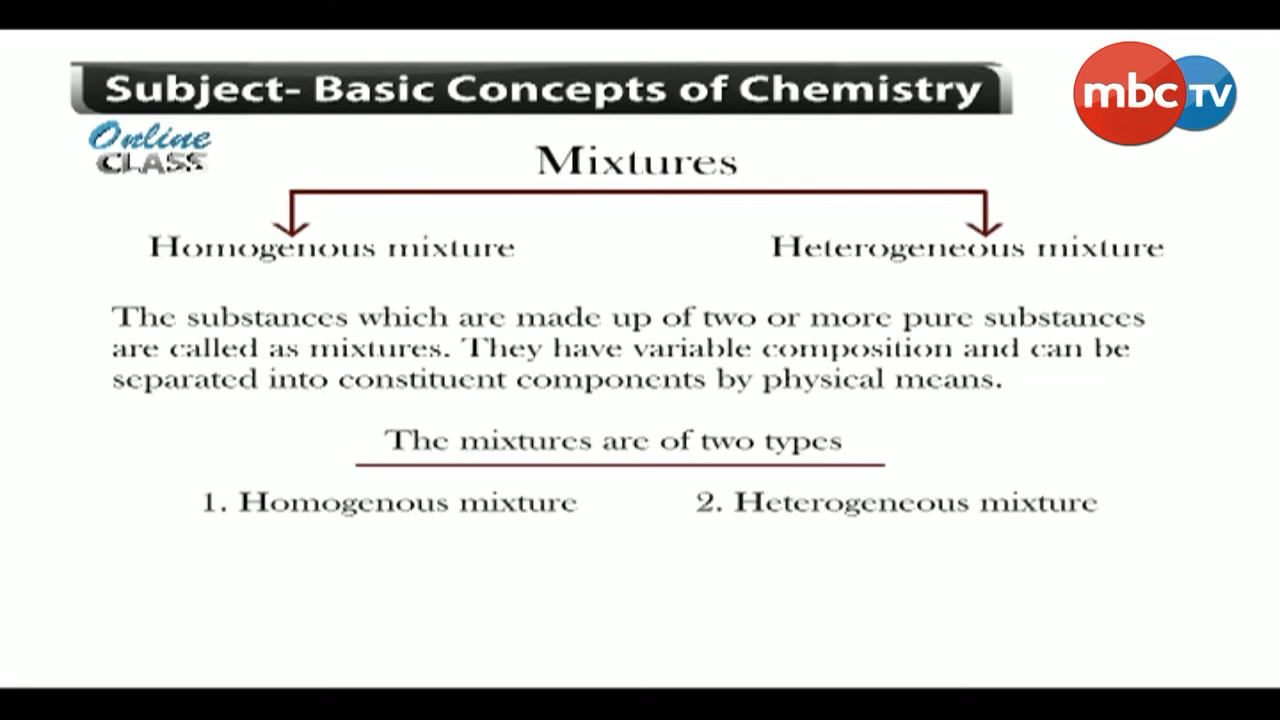 Subject- Basic Concepts of Chemistry
mbc TV
Online
CLASS
Mixtures
Homogenous mixture
Heterogeneous mixture
The substances which are made up of two or more pure substances
are called as mixtures. They have variable composition and can be
separated into constituent components by physical means.
The mixtures are of two types
1. Homogenous mixture
2. Heterogeneous mixture